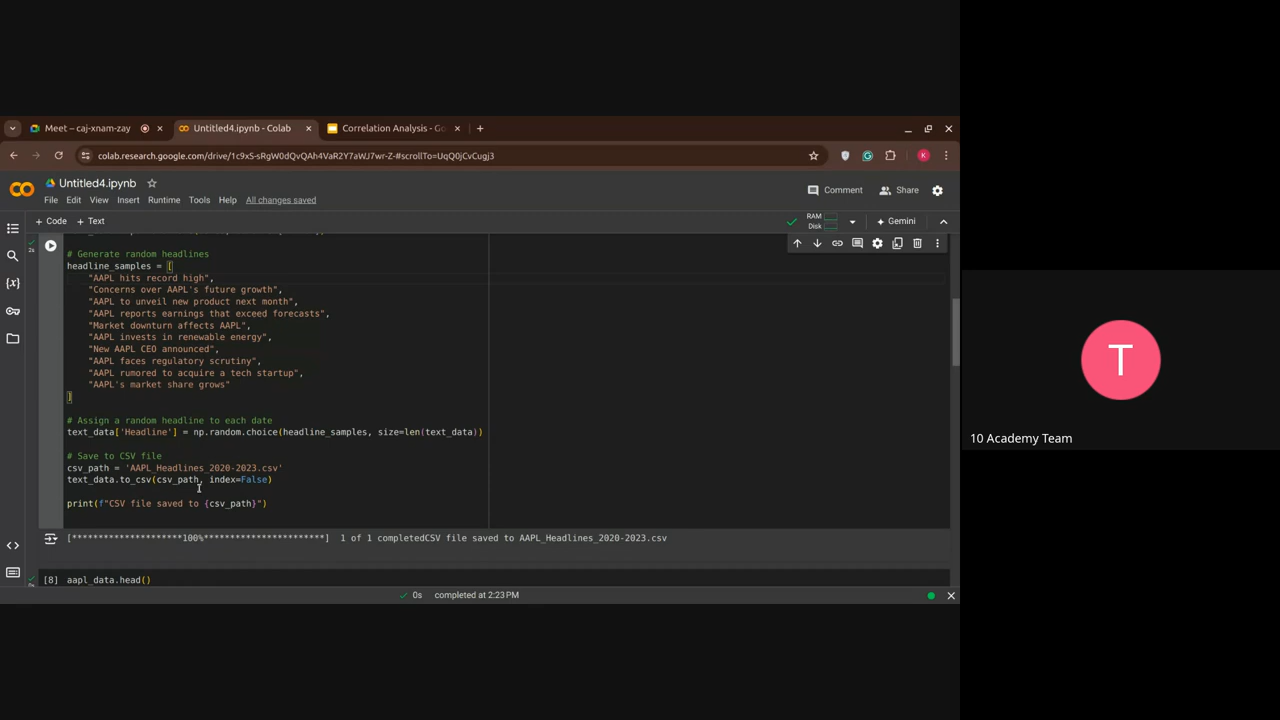 Meet – caj-xnam-zay
Untitled4.ipynb - Colab
Correlation Analysis - Go
colab.research.google.com/drive/1c9xS-sRgW0dQvQAh4VaR2Y7aWJ7wr-Z-#scrollTo=UqQ0jCvCugj3
K
Untitled4.ipynb
Comment
Share
File Edit View Insert Runtime Tools Help All changes saved
+ Code + Text
RAM
Disk
Gemini
2s
# Generate random headlines
headline_samples = [
"AAPL hits record high",
"Concerns over AAPL's future growth",
"AAPL to unveil new product next month",
"AAPL reports earnings that exceed forecasts",
"Market downturn affects AAPL",
"AAPL invests in renewable energy",
"New AAPL CEO announced",
"AAPL faces regulatory scrutiny",
"AAPL rumored to acquire a tech startup",
"AAPL's market share grows"
]
# Assign a random headline to each date
text_data['Headline'] = np.random.choice(headline_samples, size=len(text_data))
# Save to CSV file
csv_path = 'AAPL_Headlines_2020-2023.csv'
text_data.to_csv(csv_path, index=False)
print(f"CSV file saved to {csv_path}")
[*********************100%***********************] 1 of 1 completedCSV file saved to AAPL_Headlines_2020-2023.csv
[8] aapl_data.head()
0s completed at 2:23 PM
T
10 Academy Team